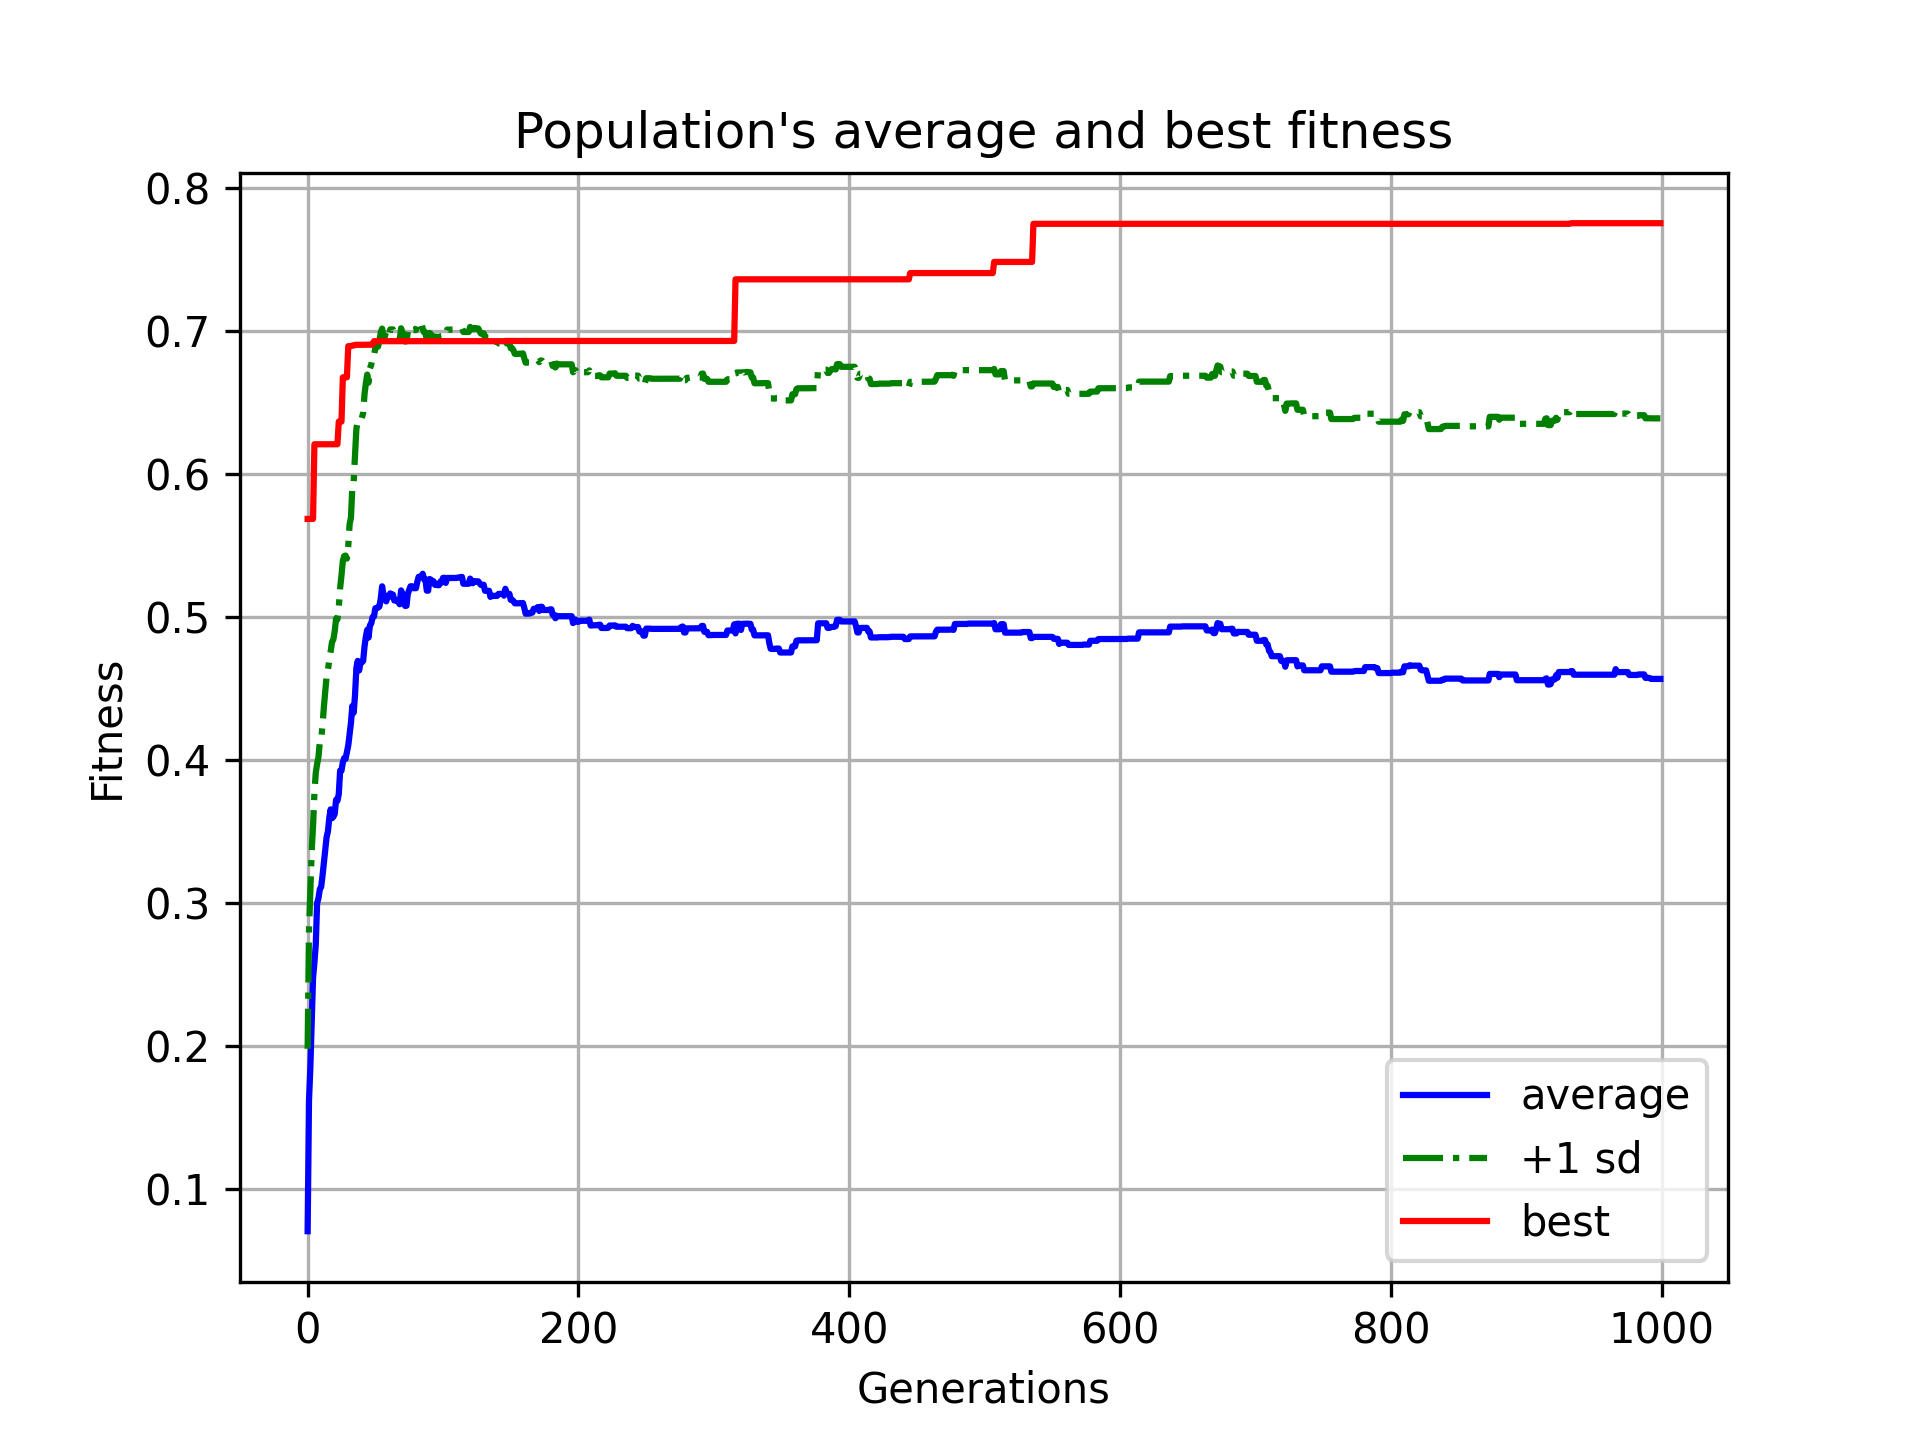 Population's average and best fitness
Fitness
0.8
0.7
0.6
0.5
0.4
0.3
0.2
0.1
0 200 400 600 800 1000
Generations
average
+1 sd
best